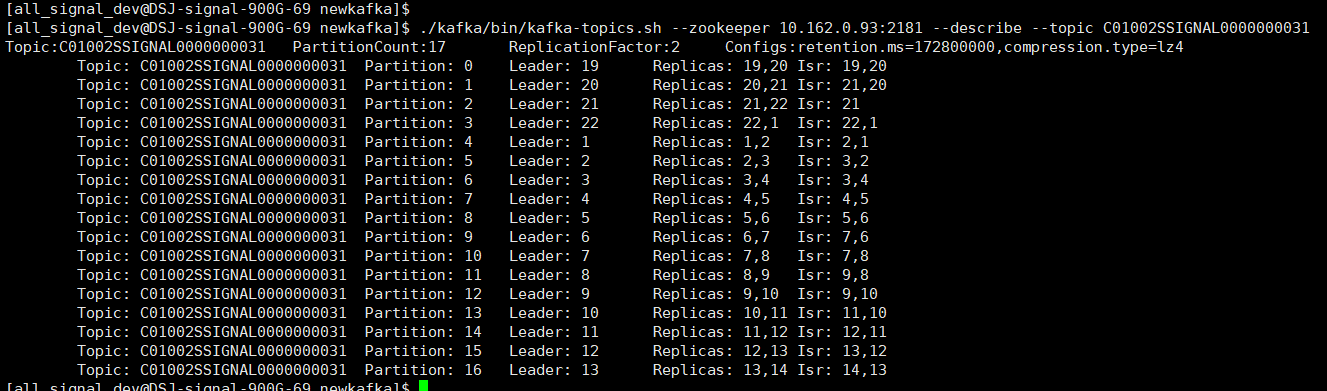 [all_signal_dev@DSJ-signal-900G-69 newkafka]$
[all_signal_dev@DSJ-signal-900G-69 newkafka]$ ./kafka/bin/kafka-topics.sh --zookeeper 10.162.0.93:2181 --describe --topic C01002SSIGNAL0000000031
Topic:C01002SSIGNAL0000000031 PartitionCount:17 ReplicationFactor:2 Configs:retention.ms=172800000,compression.type=lz4
Topic: C01002SSIGNAL0000000031 Partition: 0 Leader: 19 Replicas: 19,20 Isr: 19,20
Topic: C01002SSIGNAL0000000031 Partition: 1 Leader: 20 Replicas: 20,21 Isr: 21,20
Topic: C01002SSIGNAL0000000031 Partition: 2 Leader: 21 Replicas: 21,22 Isr: 21
Topic: C01002SSIGNAL0000000031 Partition: 3 Leader: 22 Replicas: 22,1 Isr: 22,1
Topic: C01002SSIGNAL0000000031 Partition: 4 Leader: 1 Replicas: 1,2 Isr: 2,1
Topic: C01002SSIGNAL0000000031 Partition: 5 Leader: 2 Replicas: 2,3 Isr: 3,2
Topic: C01002SSIGNAL0000000031 Partition: 6 Leader: 3 Replicas: 3,4 Isr: 3,4
Topic: C01002SSIGNAL0000000031 Partition: 7 Leader: 4 Replicas: 4,5 Isr: 4,5
Topic: C01002SSIGNAL0000000031 Partition: 8 Leader: 5 Replicas: 5,6 Isr: 5,6
Topic: C01002SSIGNAL0000000031 Partition: 9 Leader: 6 Replicas: 6,7 Isr: 7,6
Topic: C01002SSIGNAL0000000031 Partition: 10 Leader: 7 Replicas: 7,8 Isr: 7,8
Topic: C01002SSIGNAL0000000031 Partition: 11 Leader: 8 Replicas: 8,9 Isr: 9,8
Topic: C01002SSIGNAL0000000031 Partition: 12 Leader: 9 Replicas: 9,10 Isr: 9,10
Topic: C01002SSIGNAL0000000031 Partition: 13 Leader: 10 Replicas: 10,11 Isr: 11,10
Topic: C01002SSIGNAL0000000031 Partition: 14 Leader: 11 Replicas: 11,12 Isr: 12,11
Topic: C01002SSIGNAL0000000031 Partition: 15 Leader: 12 Replicas: 12,13 Isr: 13,12
Topic: C01002SSIGNAL0000000031 Partition: 16 Leader: 13 Replicas: 13,14 Isr: 14,13
[all_signal_dev@DSJ-signal-900G-69 newkafka]$